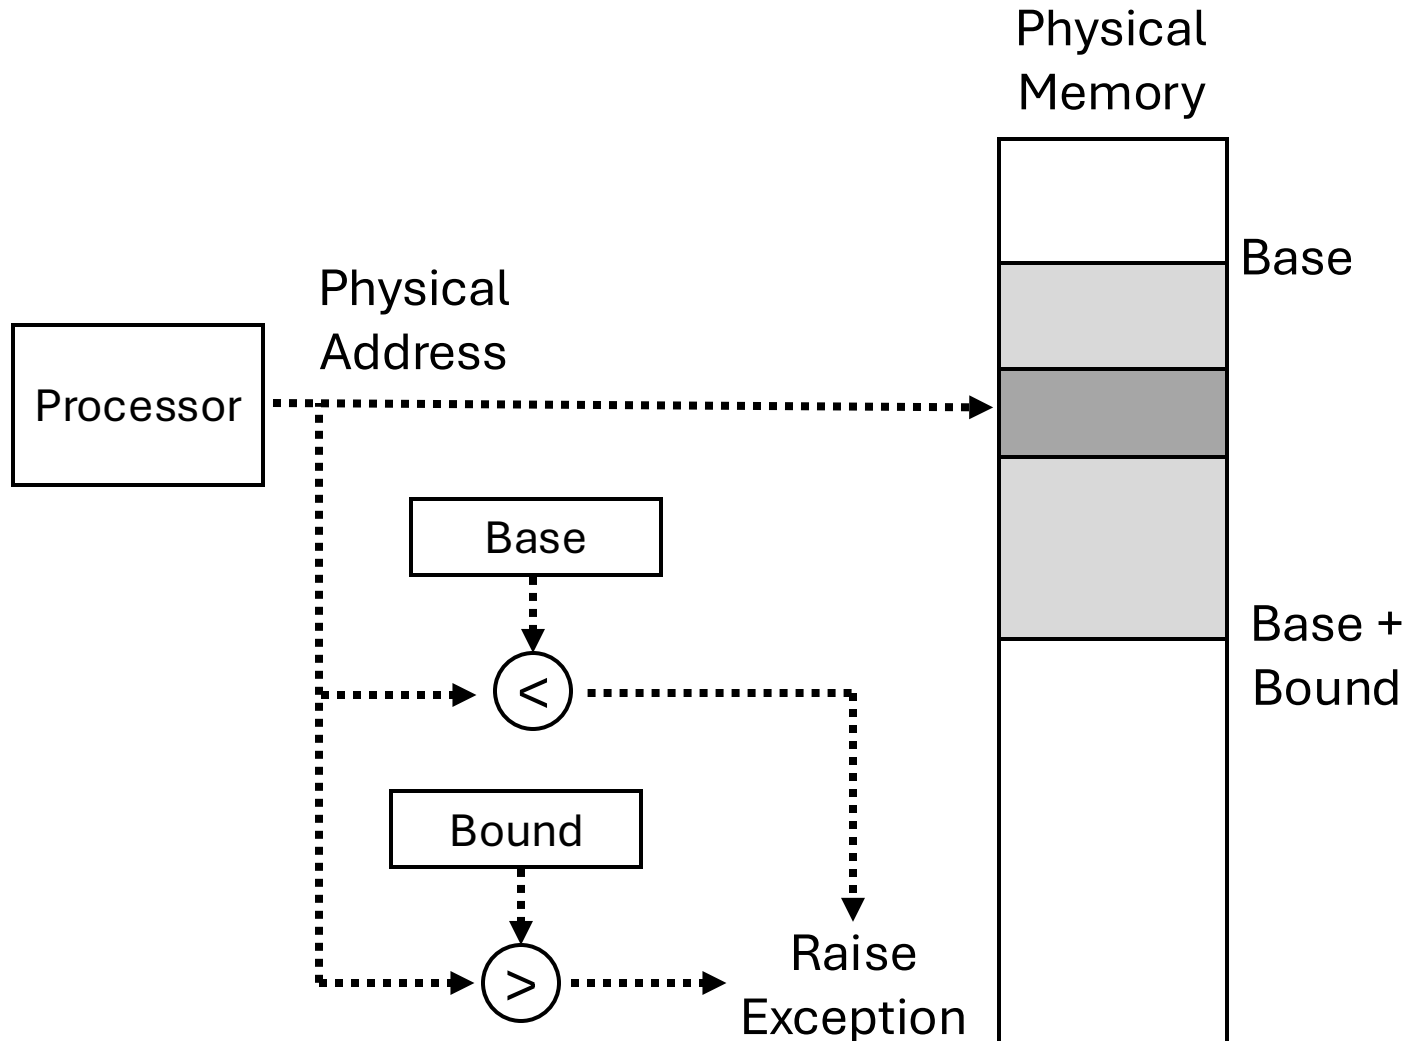 Physical
Memory
Base
Physical
Address
Processor
Base
<
Base +
Bound
Bound
>
Raise
Exception